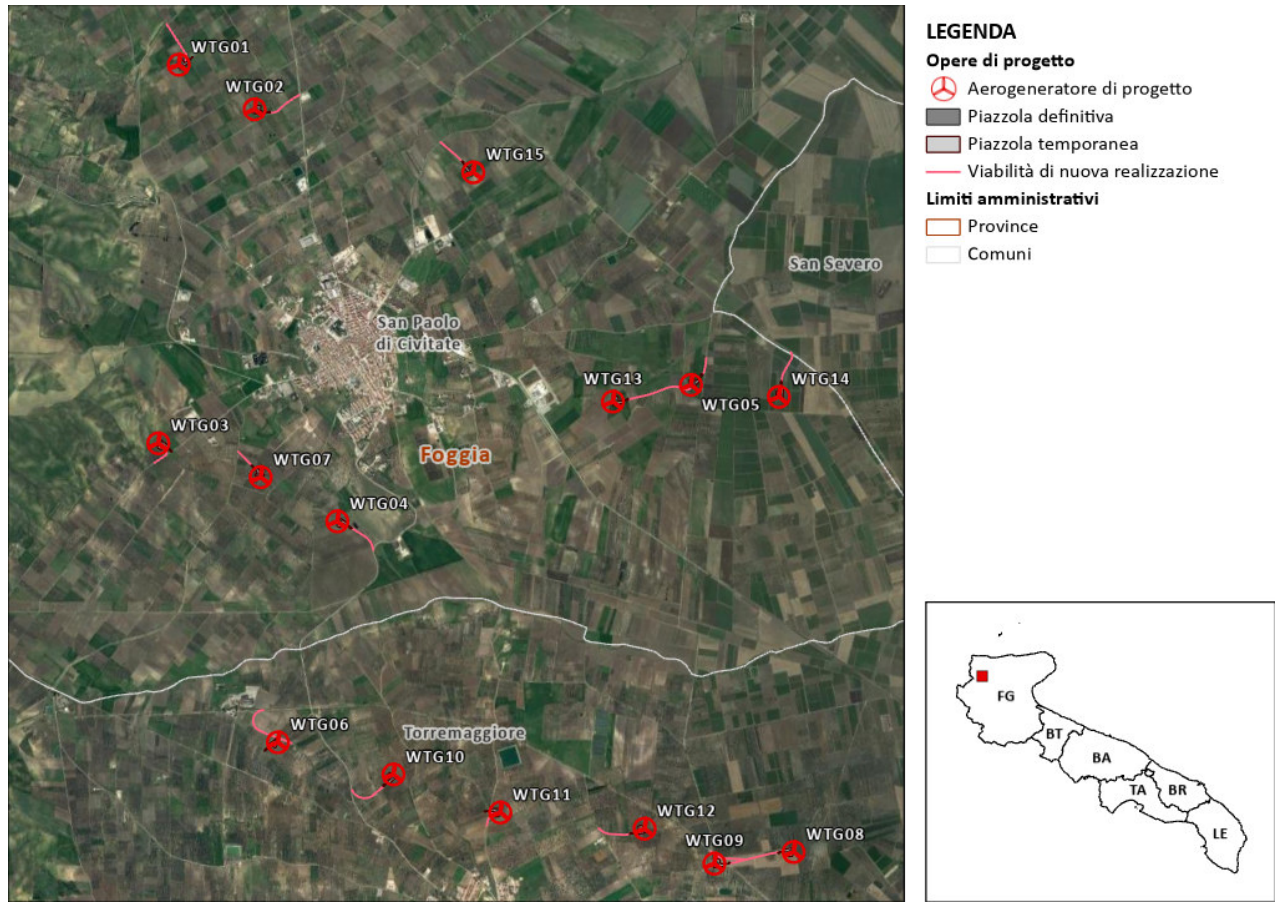 WTG01
WTG02
WTG15
San Severo
San Paolo
di Civitate
WTG13
WTG14
WTG05
WTG03
Foggia
WTG07
WTG04
WTG06
Torremaggiore
WTG10
WTG11
WTG12
WTG09
WTG08
LEGENDA
Opere di progetto
Aerogeneratore di progetto
Piazzola definitiva
Piazzola temporanea
Viabilità di nuova realizzazione
Limiti amministrativi
Province
Comuni
FG
BT
BA
TA
BR
LE